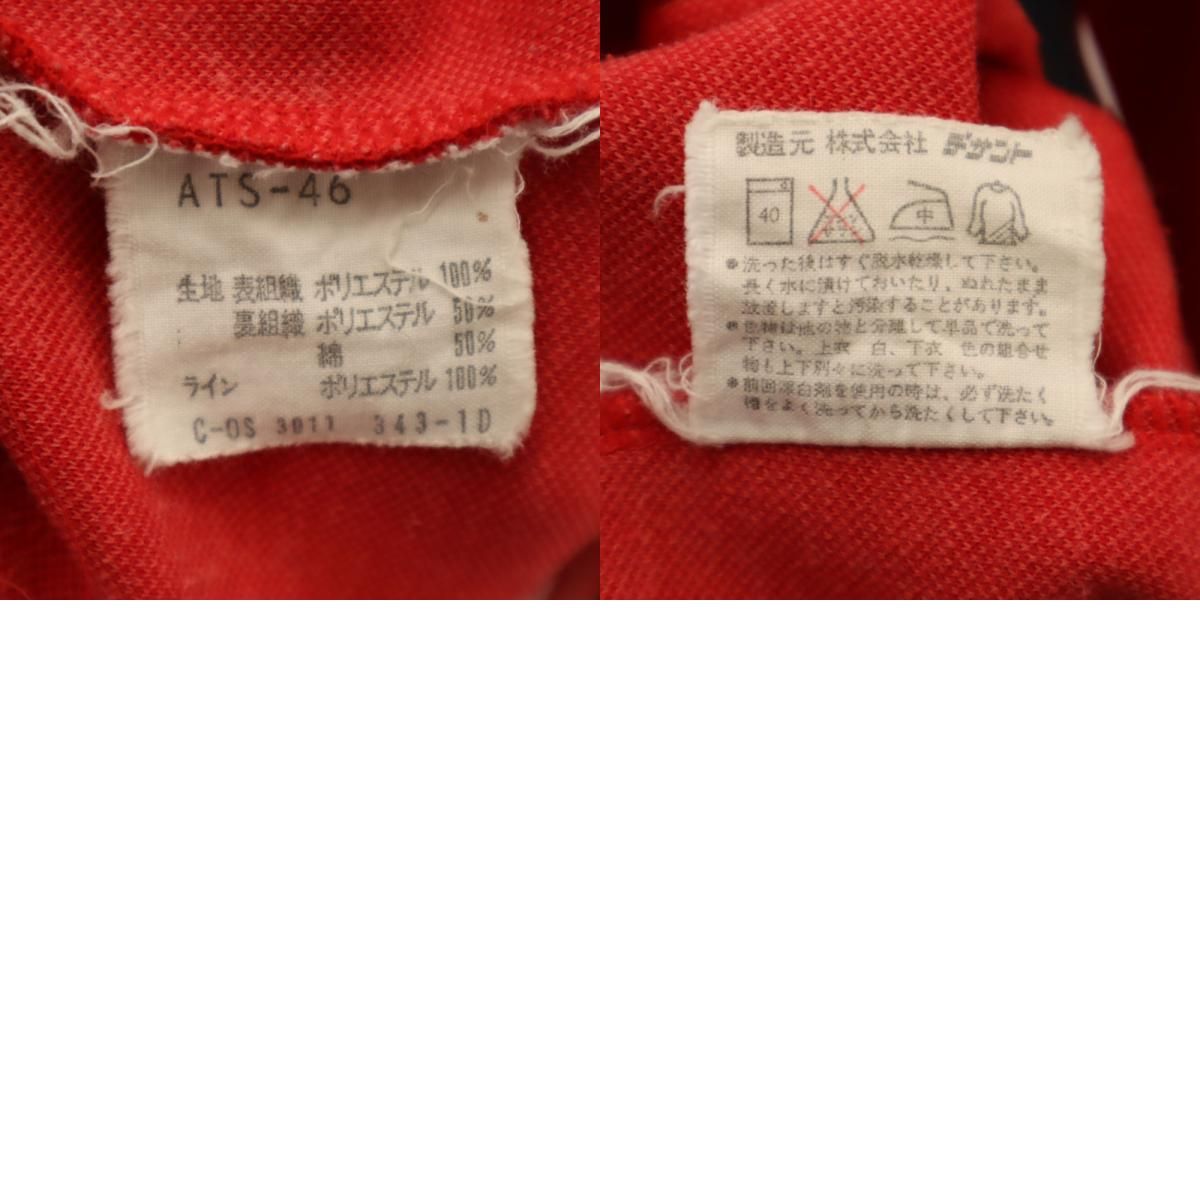 ATS-46
生地 表組織 ポリエステル 100%
裏組織 ポリエステル 50%
綿 50%
ライン ポリエステル 100%
C-OS 3011 343-1D
製造元 株式会社 デサント
40 中
●洗った後はすぐ脱水乾燥して下さい。
長く水に漬けておいたり、ぬれたまま
放置しますと汚染することがあります。
●色物は他の池と分離して単品で洗って
下さい。上衣 白、下衣 色の組合せ
物も上下別々に洗って下さい。
●前回漂白剤を使用の時は、必ず洗たく
槽をよく洗ってから洗たくして下さい。